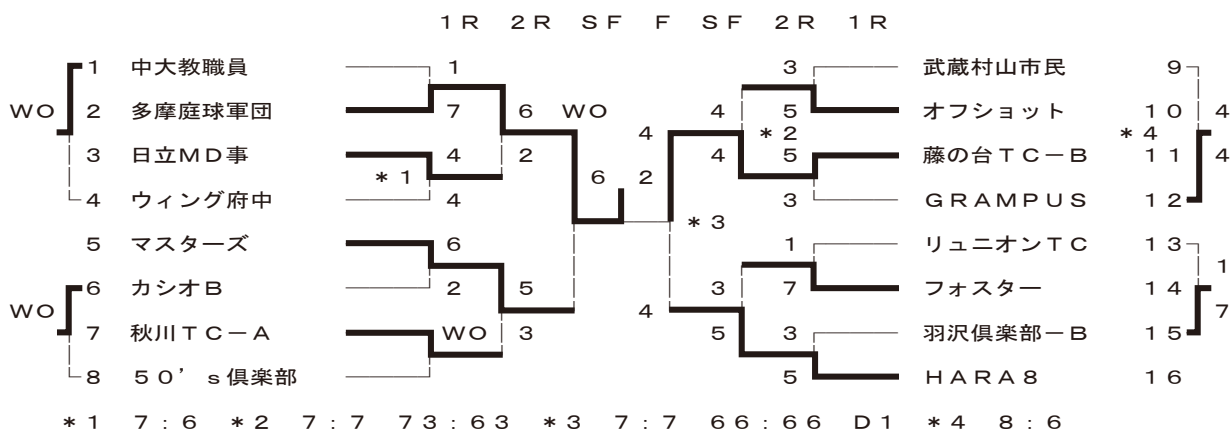 1R 2R SF F SF 2R 1R
1 中大教職員 1 3 武蔵村山市民 9
WO 2 多摩庭球軍団 7 6 WO 4 5 オフショット 10 4
4 *2 *4
3 日立MD事 4 2 4 5 藤の台TC－B 11 4
*1 6 2
4 ウィング府中 4 3 GRAMPUS 12
*3
5 マスターズ 6 1 リュニオンTC 13
1
6 カシオB 2 5 3 7 フォスター 14
WO 4 7
7 秋川TC－A WO 3 5 3 羽沢倶楽部－B 15
8 50's倶楽部 5 HARA8 16
*1 7:6 *2 7:7 73:63 *3 7:7 66:66 D1 *4 8:6